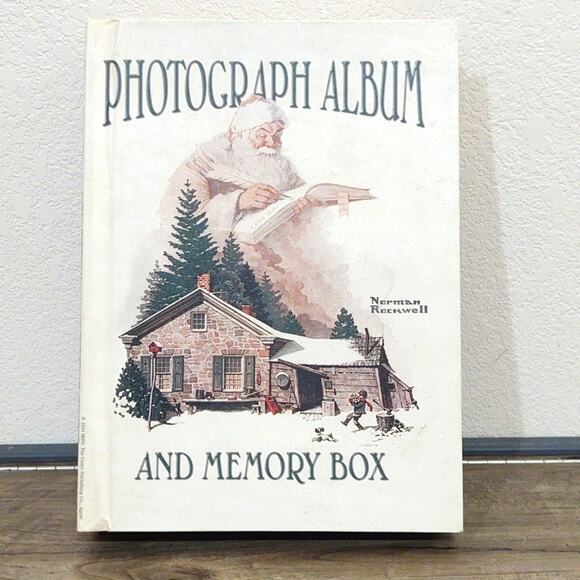 PHOTOGRAPH ALBUM
Norman
Rockwell
AND MEMORY BOX